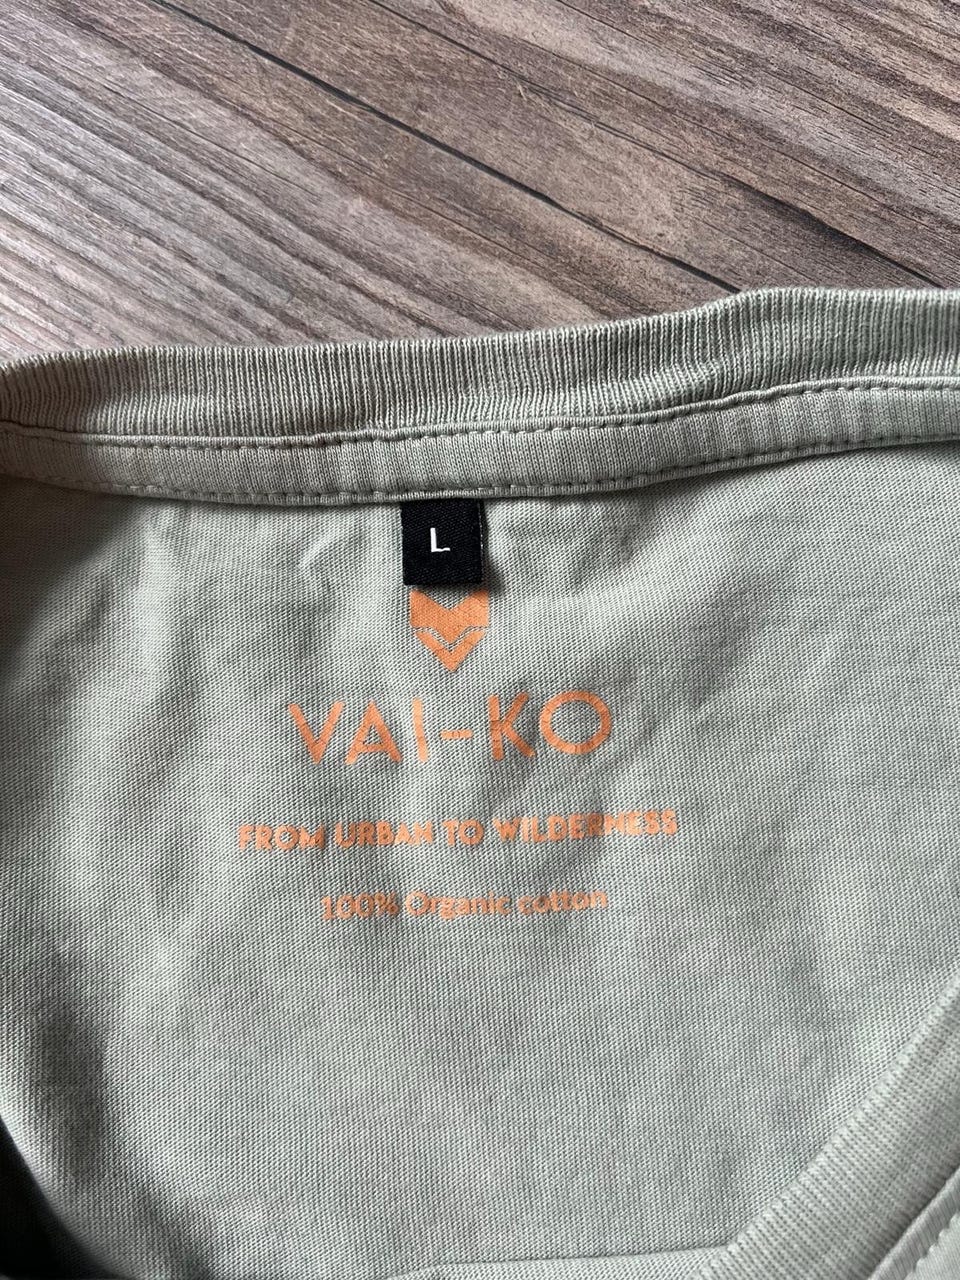 L
VAI-KO
FROM URBAN TO WILDERNESS
100% Organic cotton